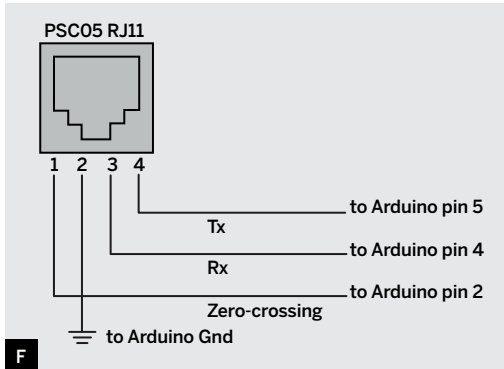 PSC05 RJ11
1 2 3 4
to Arduino pin 5
Tx
to Arduino pin 4
Rx
to Arduino pin 2
Zero-crossing
to Arduino Gnd
F